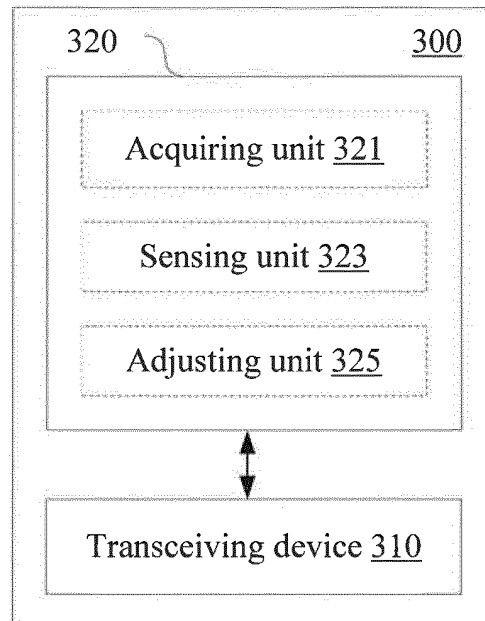 320 300
Acquiring unit 321
Sensing unit 323
Adjusting unit 325
Transceiving device 310